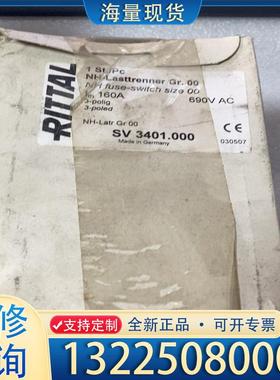 海量现货
RITTAL
1 St./Pc
NH-Lasttrenner Gr. 00
NH fuse-switch size 00
160A
690V AC
3-polig
3-poled
NH-Latr Gr 00
SV 3401.000
Made in Germany
CE
030507
修
询
支持定制
全新正品·可开专票
13225080000